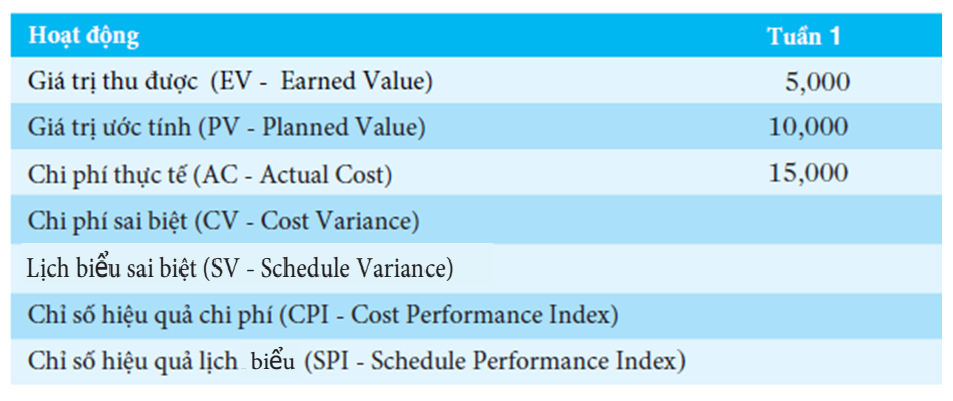 Hoạt động Tuần 1
Giá trị thu được (EV - Earned Value) 5,000
Giá trị ước tính (PV - Planned Value) 10,000
Chi phí thực tế (AC - Actual Cost) 15,000
Chi phí sai biệt (CV - Cost Variance)
Lịch biểu sai biệt (SV - Schedule Variance)
Chỉ số hiệu quả chi phí (CPI - Cost Performance Index)
Chỉ số hiệu quả lịch biểu (SPI - Schedule Performance Index)